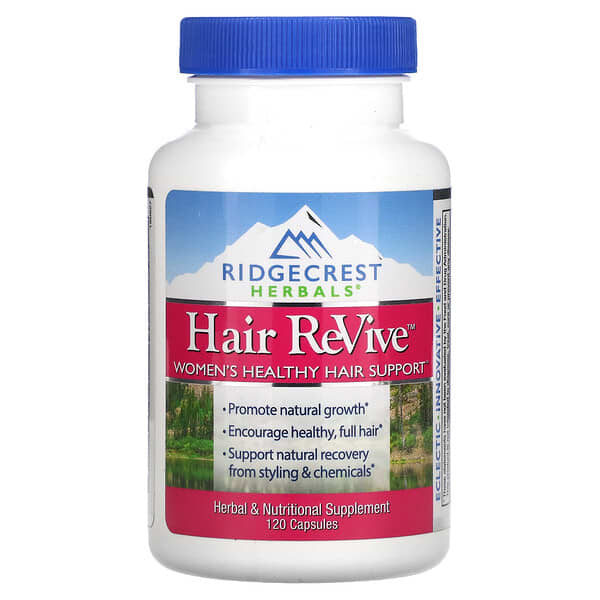 RIDGECREST
HERBALS®
Hair ReVive™
WOMEN'S HEALTHY HAIR SUPPORT™
• Promote natural growth*
• Encourage healthy, full hair*
• Support natural recovery
from styling & chemicals*
Herbal & Nutritional Supplement
120 Capsules
ECLECTIC · INNOVATIVE · EFFECTIVE